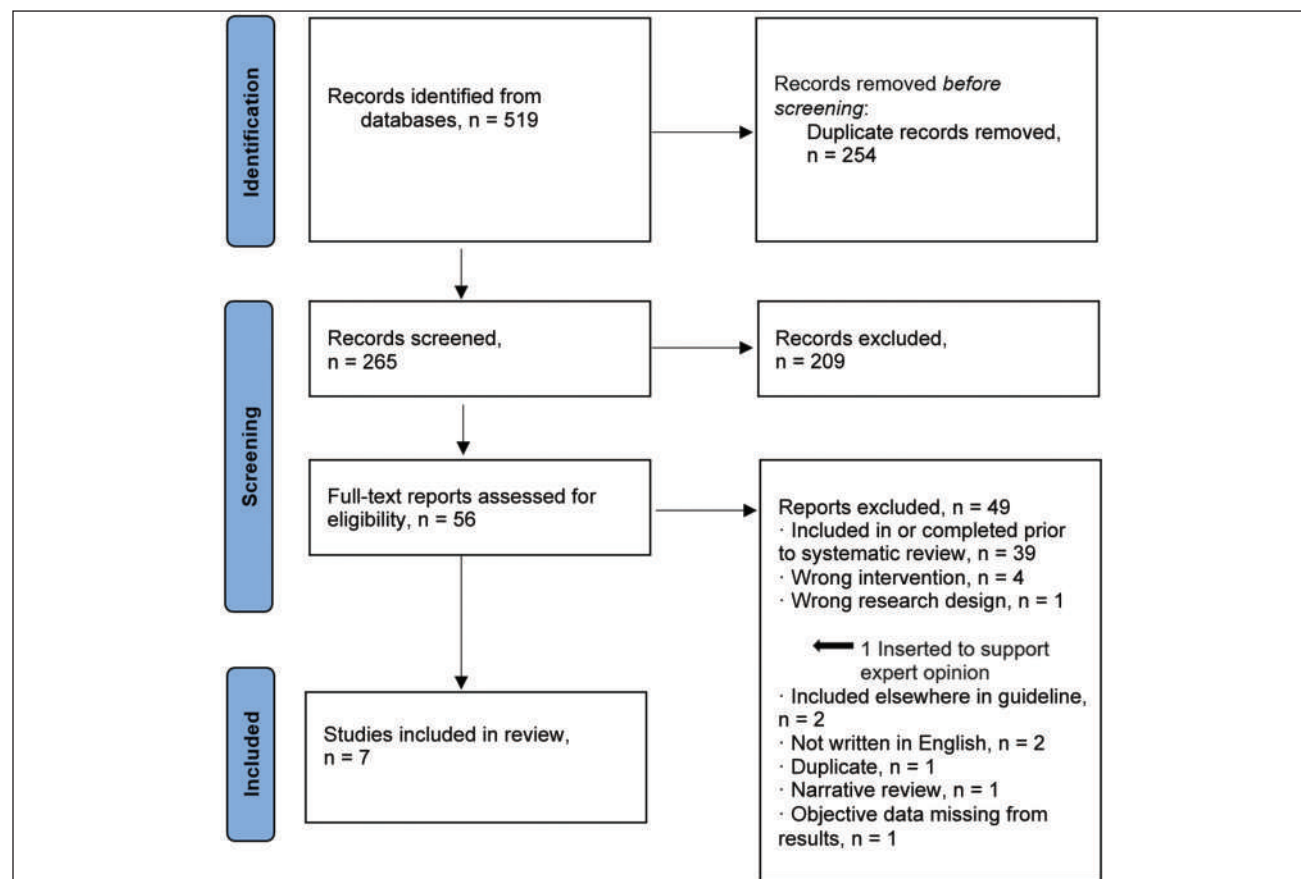 Identification
Records identified from
databases, n = 519
Records removed before
screening:
Duplicate records removed,
n = 254
Screening
Records screened,
n = 265
Records excluded,
n = 209
Full-text reports assessed for
eligibility, n = 56
Reports excluded, n = 49
· Included in or completed prior
to systematic review, n = 39
· Wrong intervention, n = 4
· Wrong research design, n = 1
1 Inserted to support
expert opinion
· Included elsewhere in guideline,
n = 2
· Not written in English, n = 2
· Duplicate, n = 1
· Narrative review, n = 1
· Objective data missing from
results, n = 1
Included
Studies included in review,
n = 7